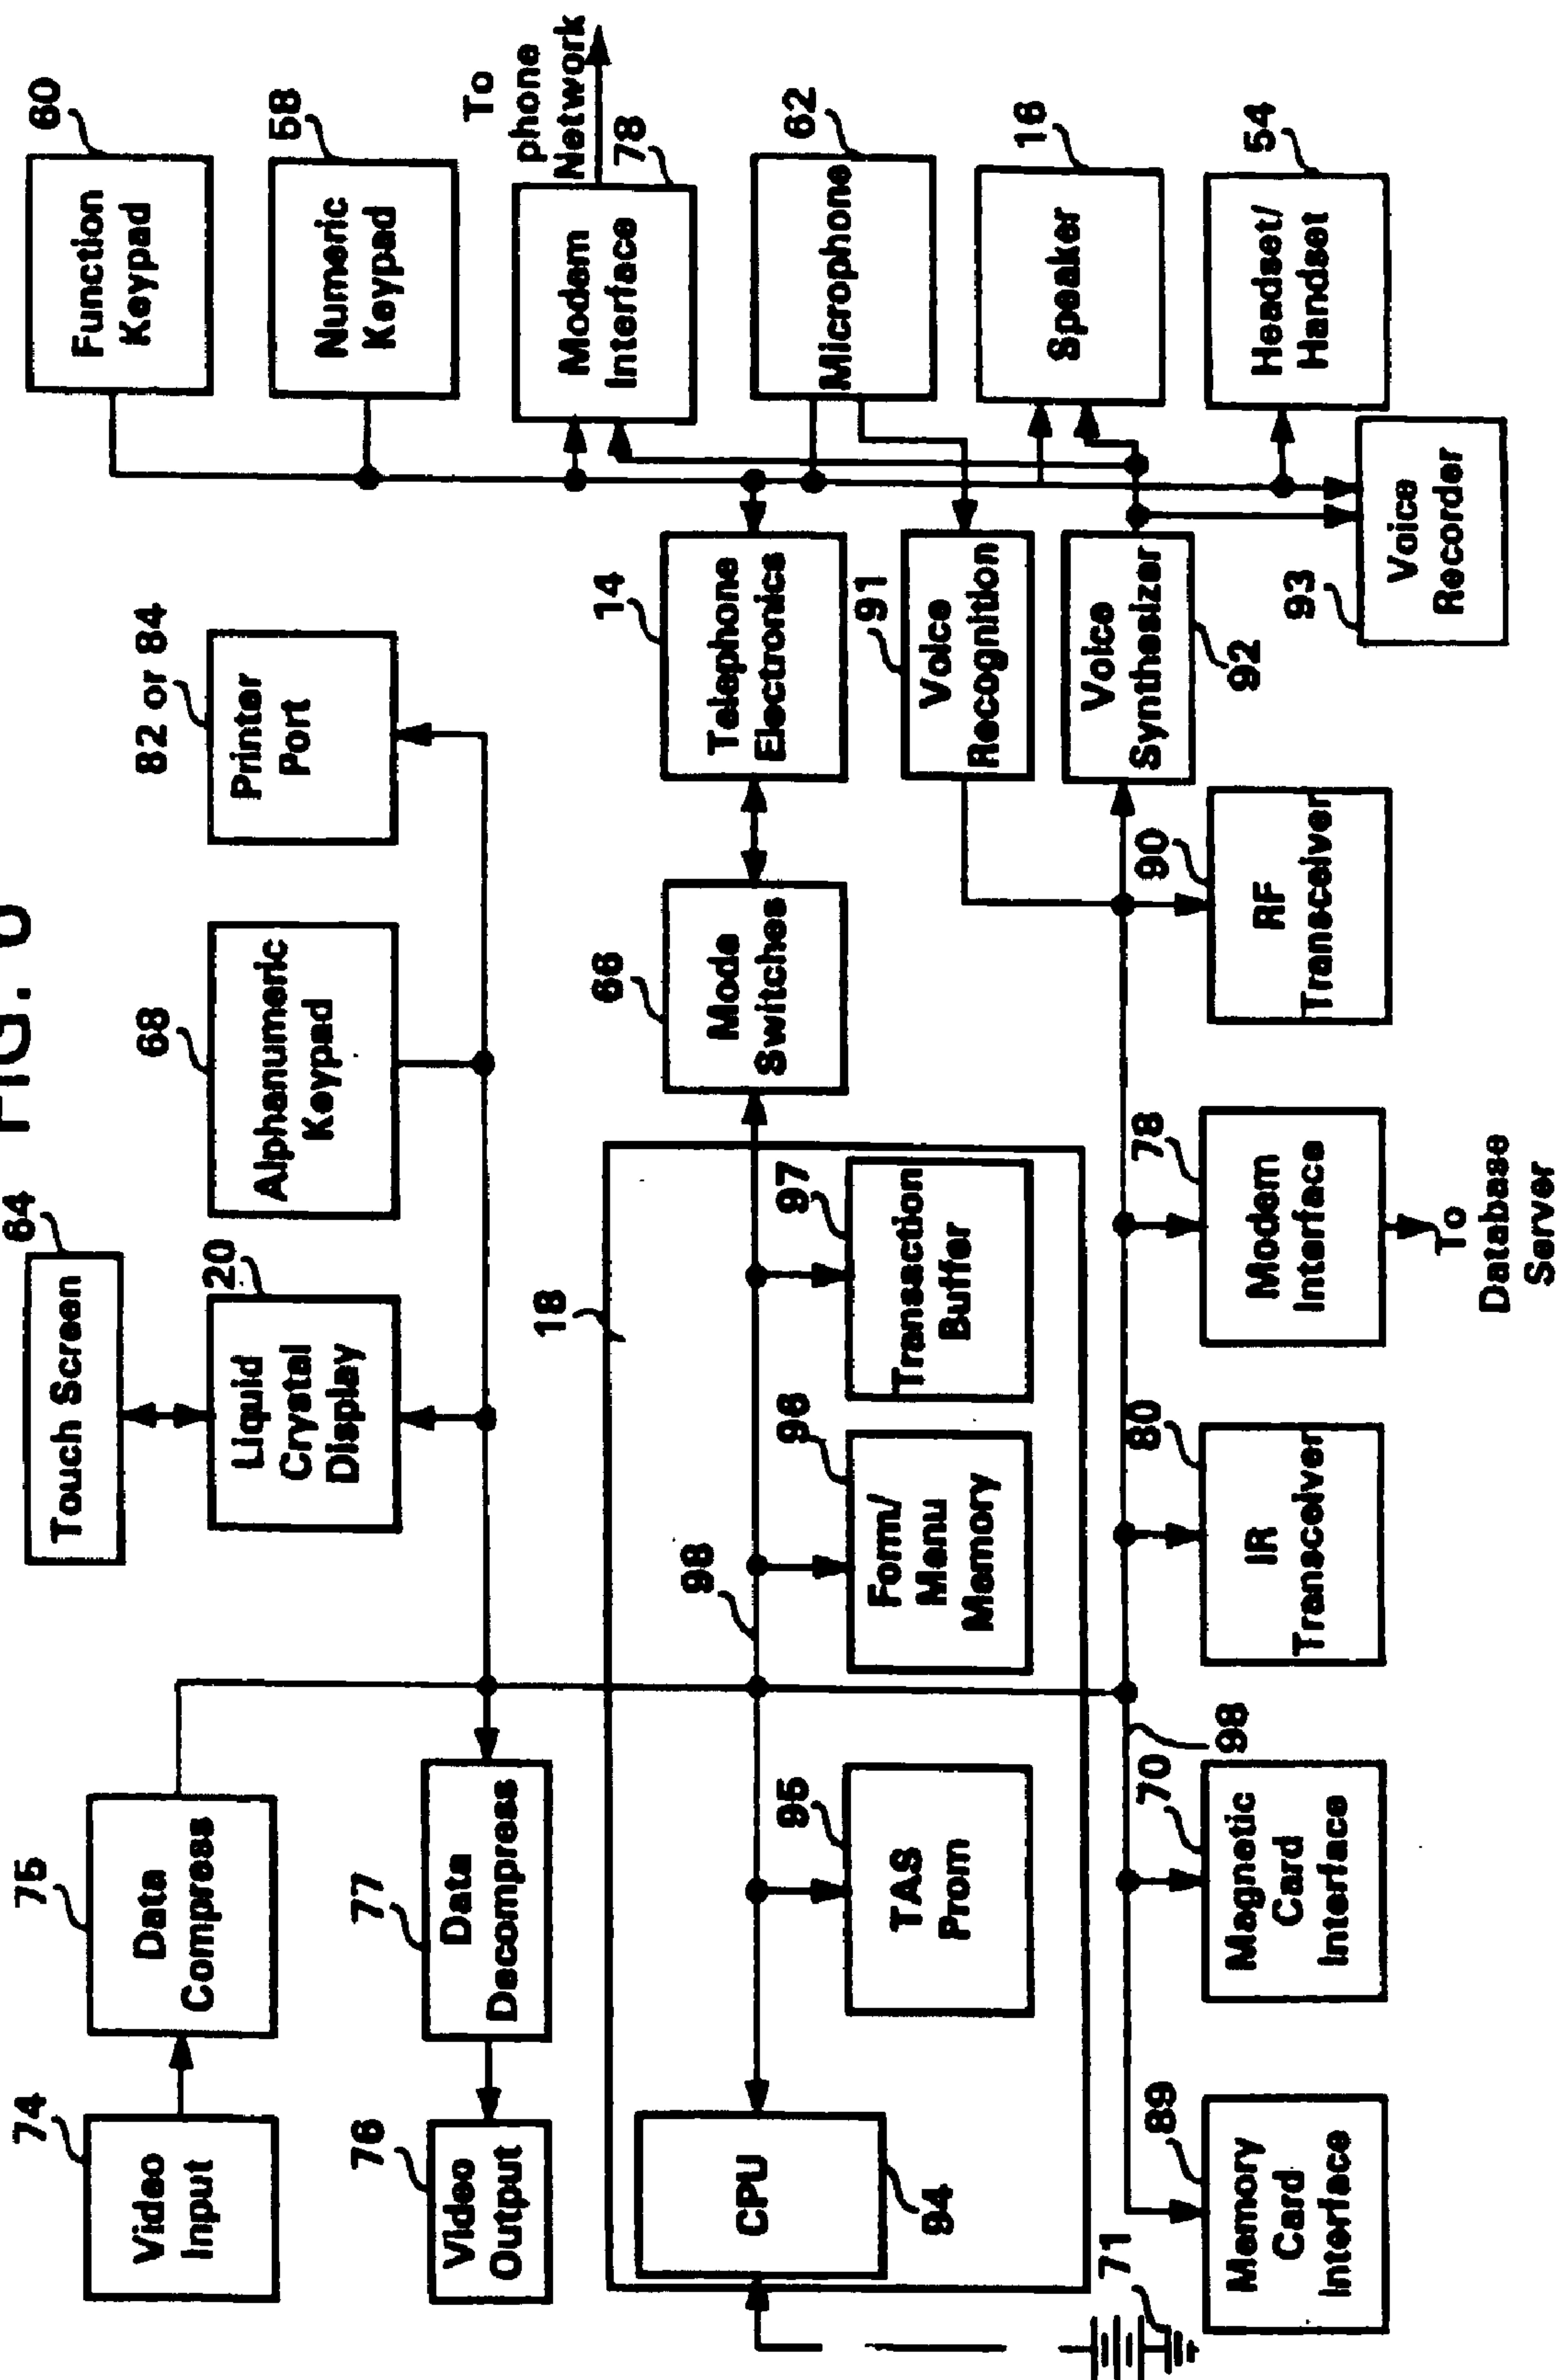 FIG. 6
64
Touch Screen
20
Liquid
Crystal
Display
68
Alphanumeric
Keypad
82 or 84
Printer
Port
60
Function
Keypad
58
Numeric
Keypad
To
phone
Network
78
Modem
Interface
62
Microphone
16
Speaker
54
Headset/
Handset
74
Video
Input
75
Data
Compress
76
Video
Output
77
Data
Decompress
18
98
CPU
94
95
TAS
Prom
96
Form/
Menu
Memory
97
Transaction
Buffer
66
Mode
Switches
14
Telephone
Electronics
91
Voice
Recognition
Voice
Synthesizer
92
93
Voice
Recorder
71
89
Memory
Card
Interface
70
Magnetic
Card
Interface
98
80
IR
Transceiver
78
Modem
Interface
To
Database
Server
90
RF
Transceiver